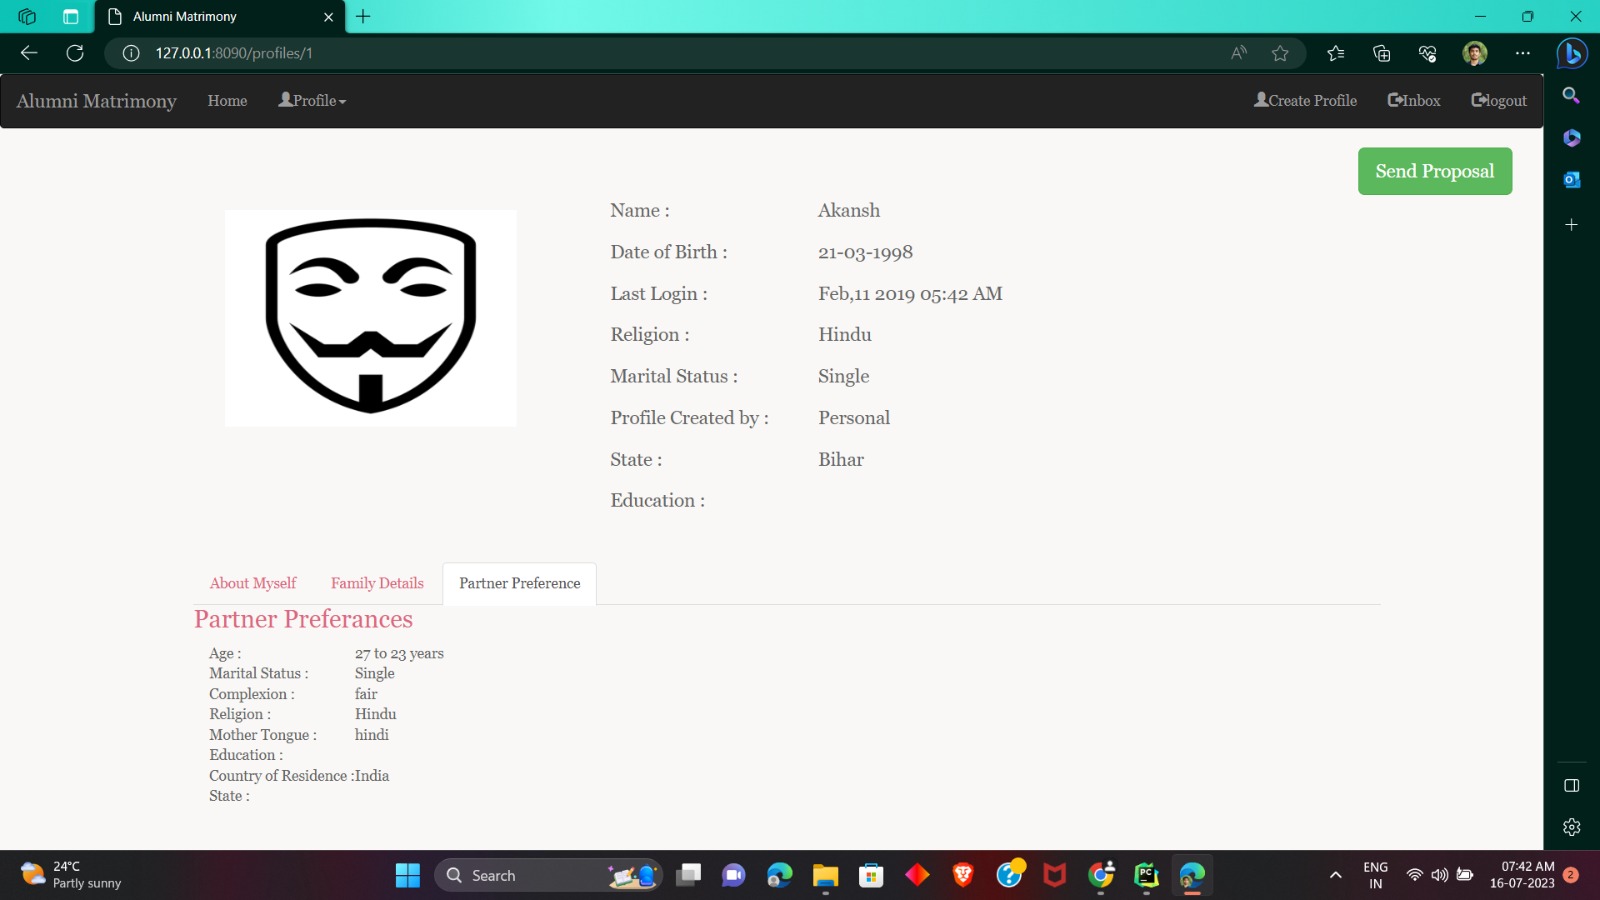 Alumni Matrimony
127.0.0.1:8090/profiles/1
Alumni Matrimony Home Profile Create Profile Inbox logout
Send Proposal
Name : Akansh
Date of Birth : 21-03-1998
Last Login : Feb,11 2019 05:42 AM
Religion : Hindu
Marital Status : Single
Profile Created by : Personal
State : Bihar
Education :
About Myself Family Details Partner Preference
Partner Preferances
Age : 27 to 23 years
Marital Status : Single
Complexion : fair
Religion : Hindu
Mother Tongue : hindi
Education :
Country of Residence :India
State :
24°C
Partly sunny
Search
PC
ENG
IN
07:42 AM
16-07-2023
2